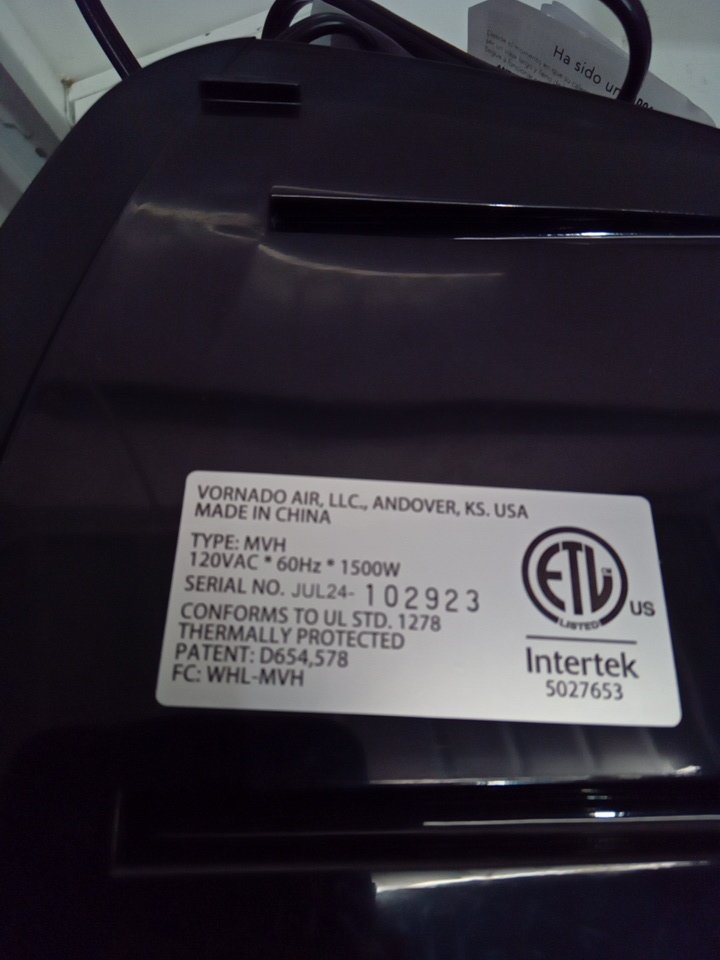 Ha sido un
VORNADO AIR, LLC., ANDOVER, KS. USA
MADE IN CHINA
TYPE: MVH
120VAC * 60Hz * 1500W
SERIAL NO. JUL24- 102923
CONFORMS TO UL STD. 1278
THERMALLY PROTECTED
PATENT: D654,578
FC: WHL-MVH
ETL
CM
LISTED
US
Intertek
5027653